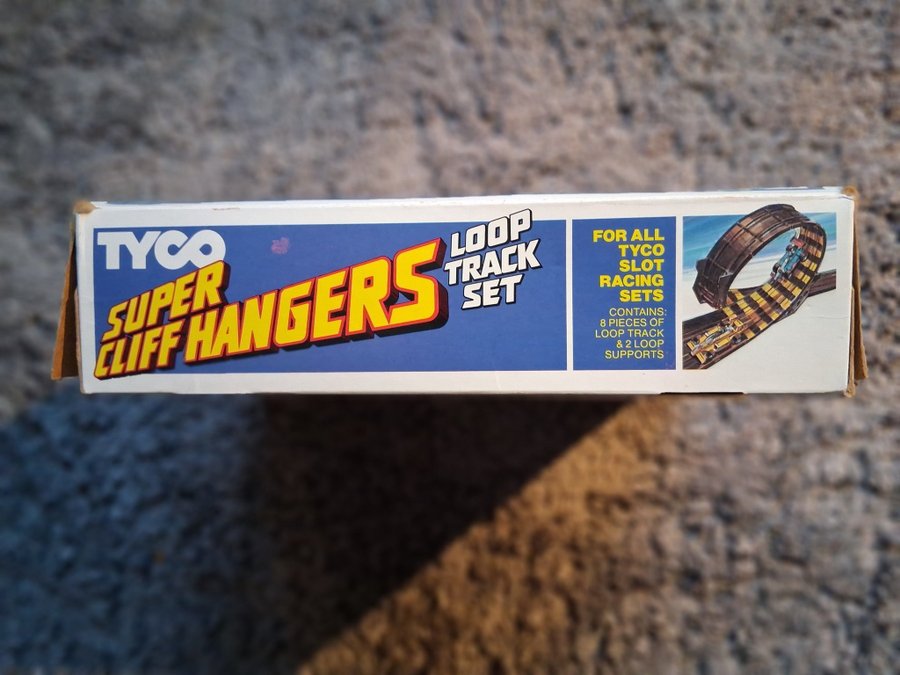 TYCO
SUPER
CLIFF HANGERS
LOOP
TRACK
SET
FOR ALL
TYCO
SLOT
RACING
SETS
CONTAINS:
8 PIECES OF
LOOP TRACK
& 2 LOOP
SUPPORTS